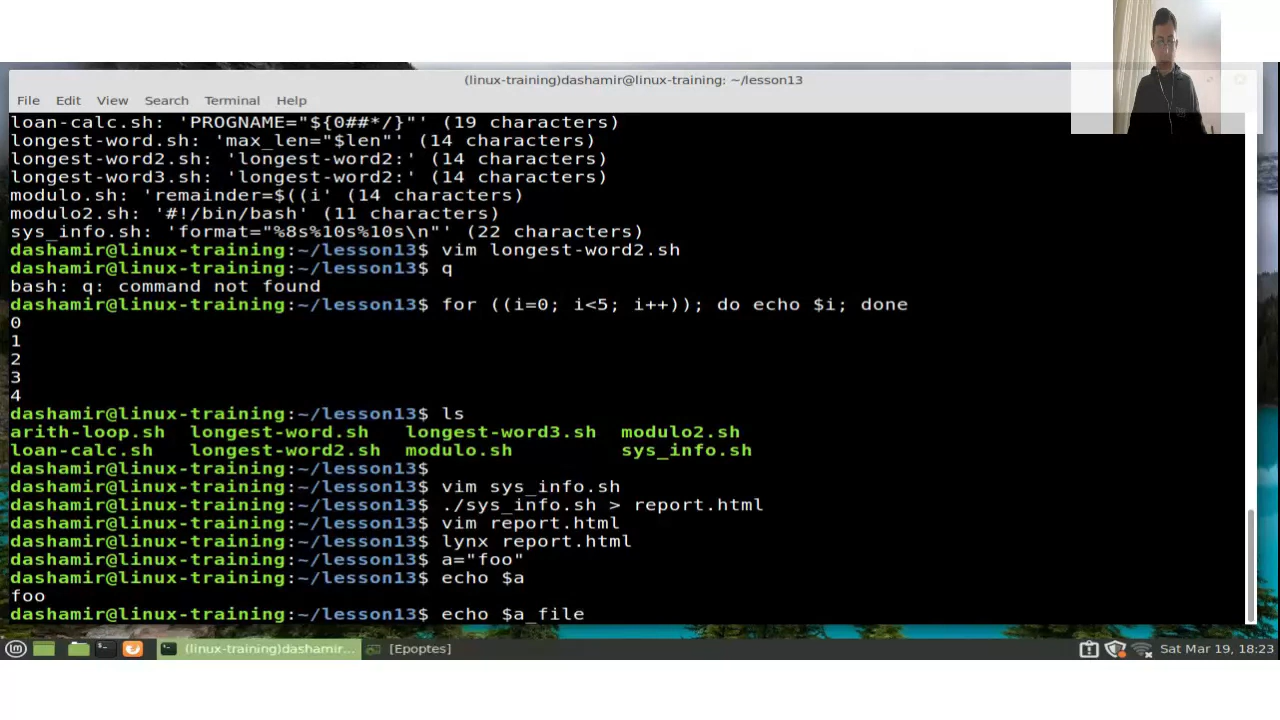 (linux-training)dashamir@linux-training: ~/lesson13
File Edit View Search Terminal Help
loan-calc.sh: 'PROGNAME="${0##*/}"' (19 characters)
longest-word.sh: 'max_len="$len"' (14 characters)
longest-word2.sh: 'longest-word2:' (14 characters)
longest-word3.sh: 'longest-word2:' (14 characters)
modulo.sh: 'remainder=$((i' (14 characters)
modulo2.sh: '#!/bin/bash' (11 characters)
sys_info.sh: 'format="%8s%10s%10s\n"' (22 characters)
dashamir@linux-training:~/lesson13$ vim longest-word2.sh
dashamir@linux-training:~/lesson13$ q
bash: q: command not found
dashamir@linux-training:~/lesson13$ for ((i=0; i<5; i++)); do echo $i; done
0
1
2
3
4
dashamir@linux-training:~/lesson13$ ls
arith-loop.sh longest-word.sh longest-word3.sh modulo2.sh
loan-calc.sh longest-word2.sh modulo.sh sys_info.sh
dashamir@linux-training:~/lesson13$
dashamir@linux-training:~/lesson13$ vim sys_info.sh
dashamir@linux-training:~/lesson13$ ./sys_info.sh > report.html
dashamir@linux-training:~/lesson13$ vim report.html
dashamir@linux-training:~/lesson13$ lynx report.html
dashamir@linux-training:~/lesson13$ a="foo"
dashamir@linux-training:~/lesson13$ echo $a
foo
dashamir@linux-training:~/lesson13$ echo $a_file
(linux-training)dashamir... [Epoptes] Sat Mar 19, 18:23